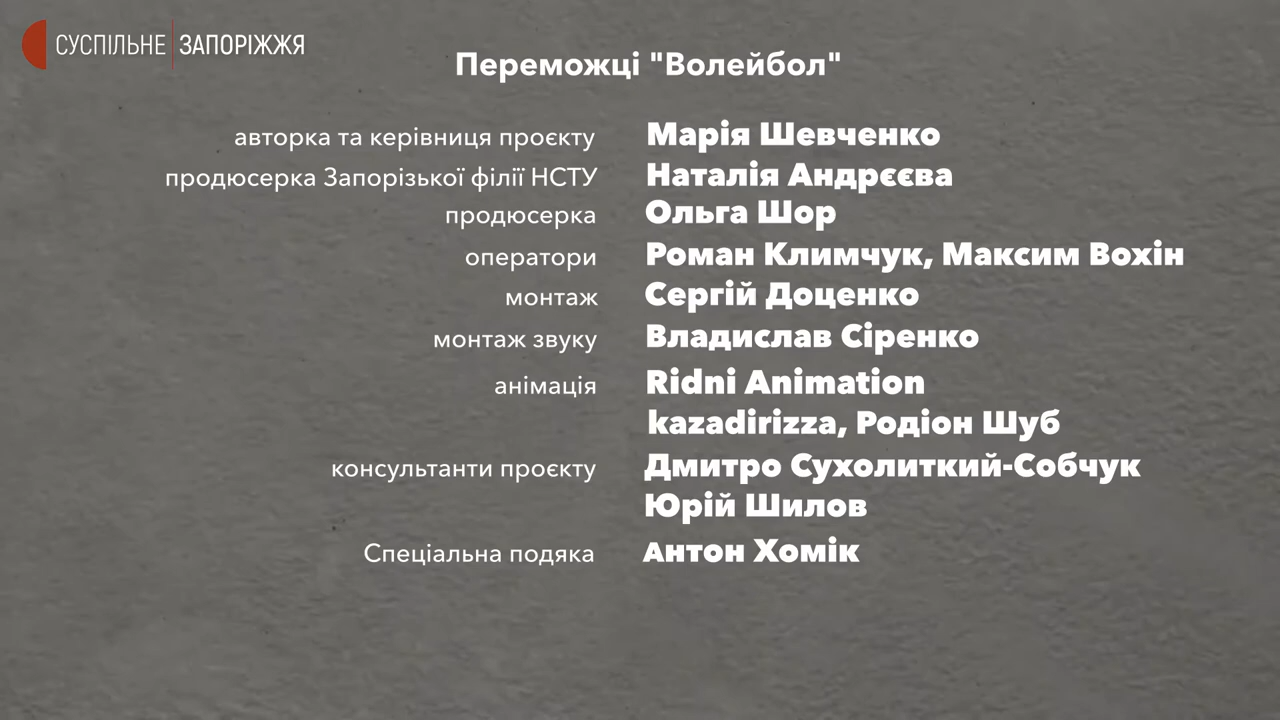 СУСПІЛЬНЕ ЗАПОРІЖЖЯ
Переможці "Волейбол"
авторка та керівниця проєкту Марія Шевченко
продюсерка Запорізької філії НСТУ Наталія Андрєєва
продюсерка Ольга Шор
оператори Роман Климчук, Максим Вохін
монтаж Сергій Доценко
монтаж звуку Владислав Сіренко
анімація Ridni Animation
kazadirizza, Родіон Шуб
консультанти проєкту Дмитро Сухолиткий-Собчук
Юрій Шилов
Спеціальна подяка Антон Хомік